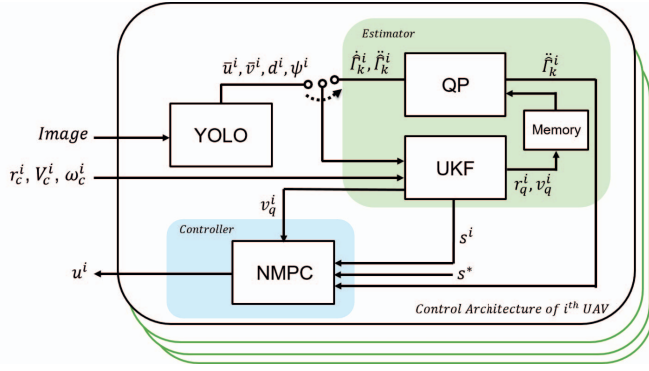 Estimator
ū^i, v̄^i, d^i, ψ^i
Γ̂̇_k^i, Γ̂̈_k^i
QP
Γ̂̈_k^i
Image
YOLO
Memory
r_c^i, V_c^i, ω_c^i
UKF
r_q^i, v_q^i
v_q^i
Controller
s^i
u^i
NMPC
s^*
Control Architecture of i^th UAV